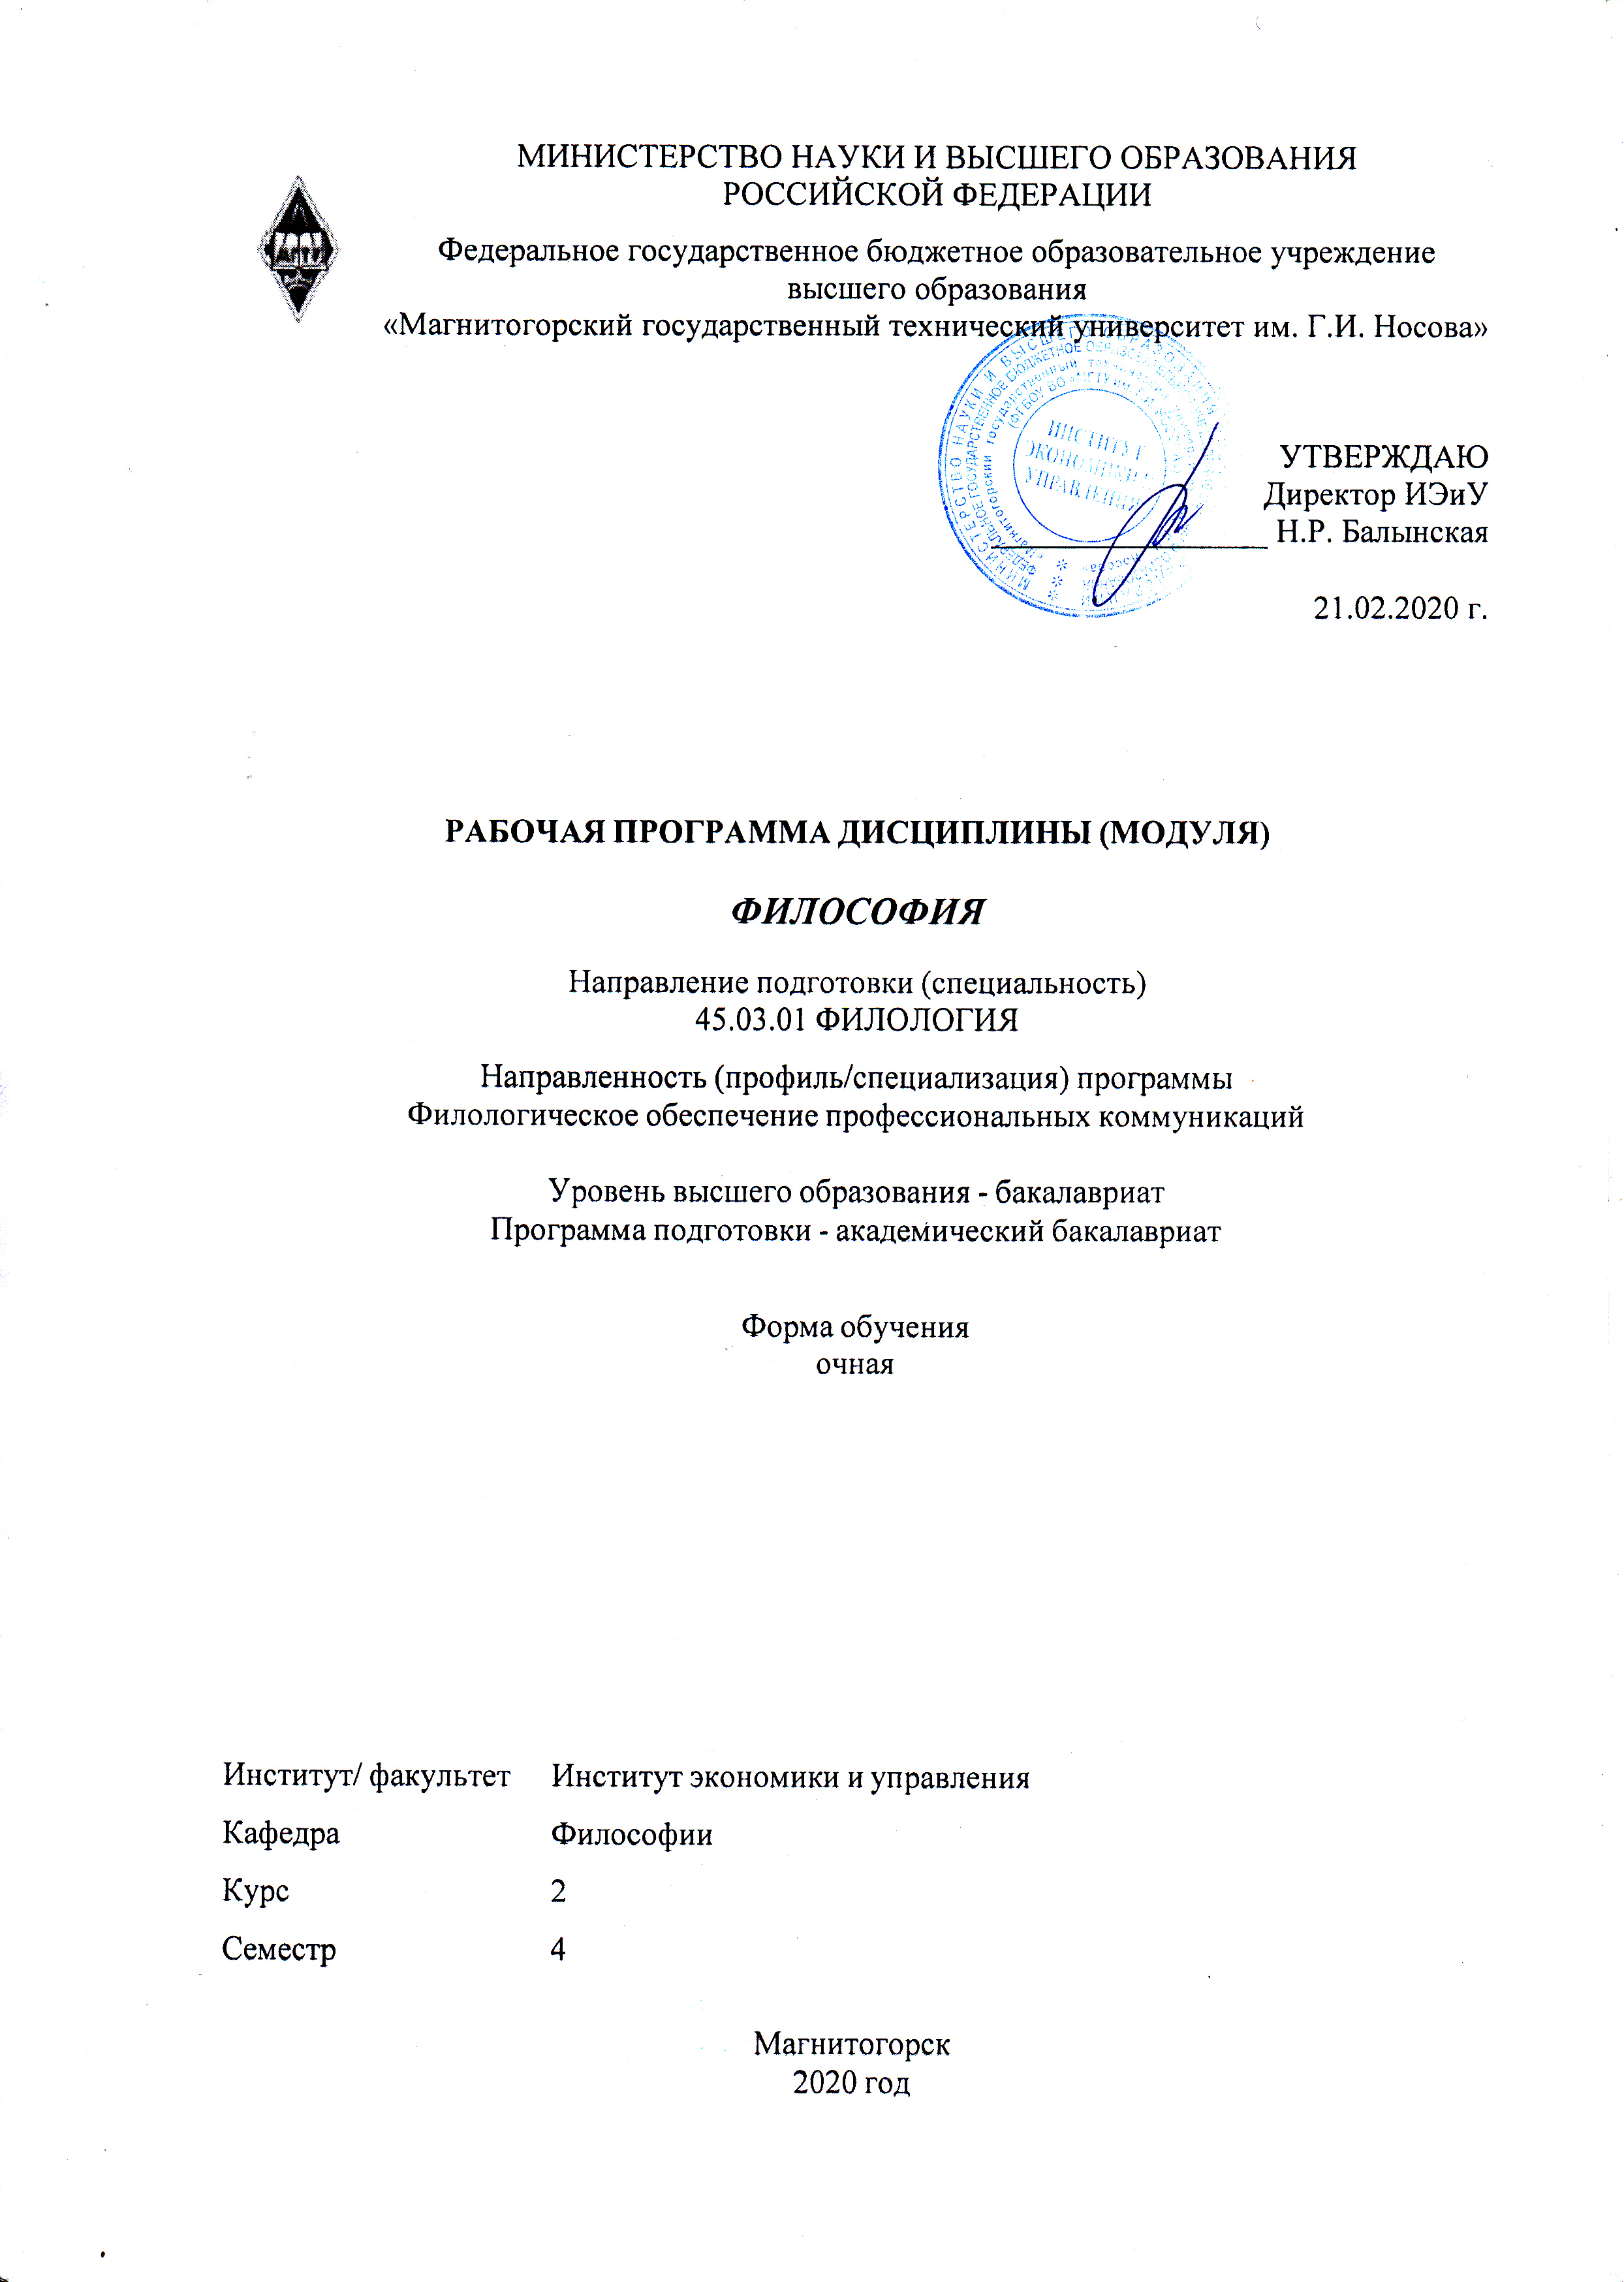 МИНИСТЕРСТВО НАУКИ И ВЫСШЕГО ОБРАЗОВАНИЯ
РОССИЙСКОЙ ФЕДЕРАЦИИ
Федеральное государственное бюджетное образовательное учреждение
высшего образования
«Магнитогорский государственный технический университет им. Г.И. Носова»
ИНСТИТУТ
ЭКОНОМИКИ И
УПРАВЛЕНИЯ
УТВЕРЖДАЮ
Директор ИЭиУ
Н.Р. Балынская
21.02.2020 г.
РАБОЧАЯ ПРОГРАММА ДИСЦИПЛИНЫ (МОДУЛЯ)
ФИЛОСОФИЯ
Направление подготовки (специальность)
45.03.01 ФИЛОЛОГИЯ
Направленность (профиль/специализация) программы
Филологическое обеспечение профессиональных коммуникаций
Уровень высшего образования - бакалавриат
Программа подготовки - академический бакалавриат
Форма обучения
очная
Институт/ факультет Институт экономики и управления
Кафедра Философии
Курс 2
Семестр 4
Магнитогорск
2020 год